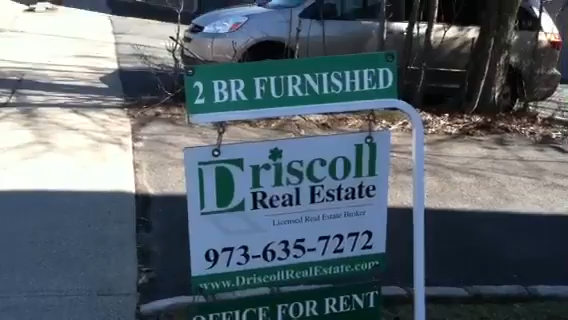 2 BR FURNISHED
Driscoll
Real Estate
Licensed Real Estate Broker
973-635-7272
www.DriscollRealEstate.com
OFFICE FOR RENT